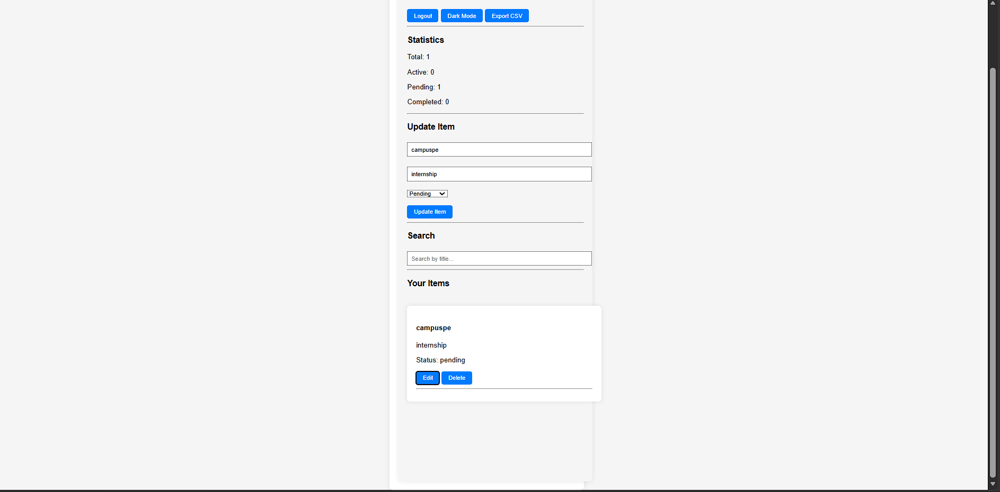 Logout Dark Mode Export CSV
Statistics
Total: 1
Active: 0
Pending: 1
Completed: 0
Update Item
campuspe
internship
Pending
Update Item
Search
Search by title...
Your Items
campuspe
internship
Status: pending
Edit Delete